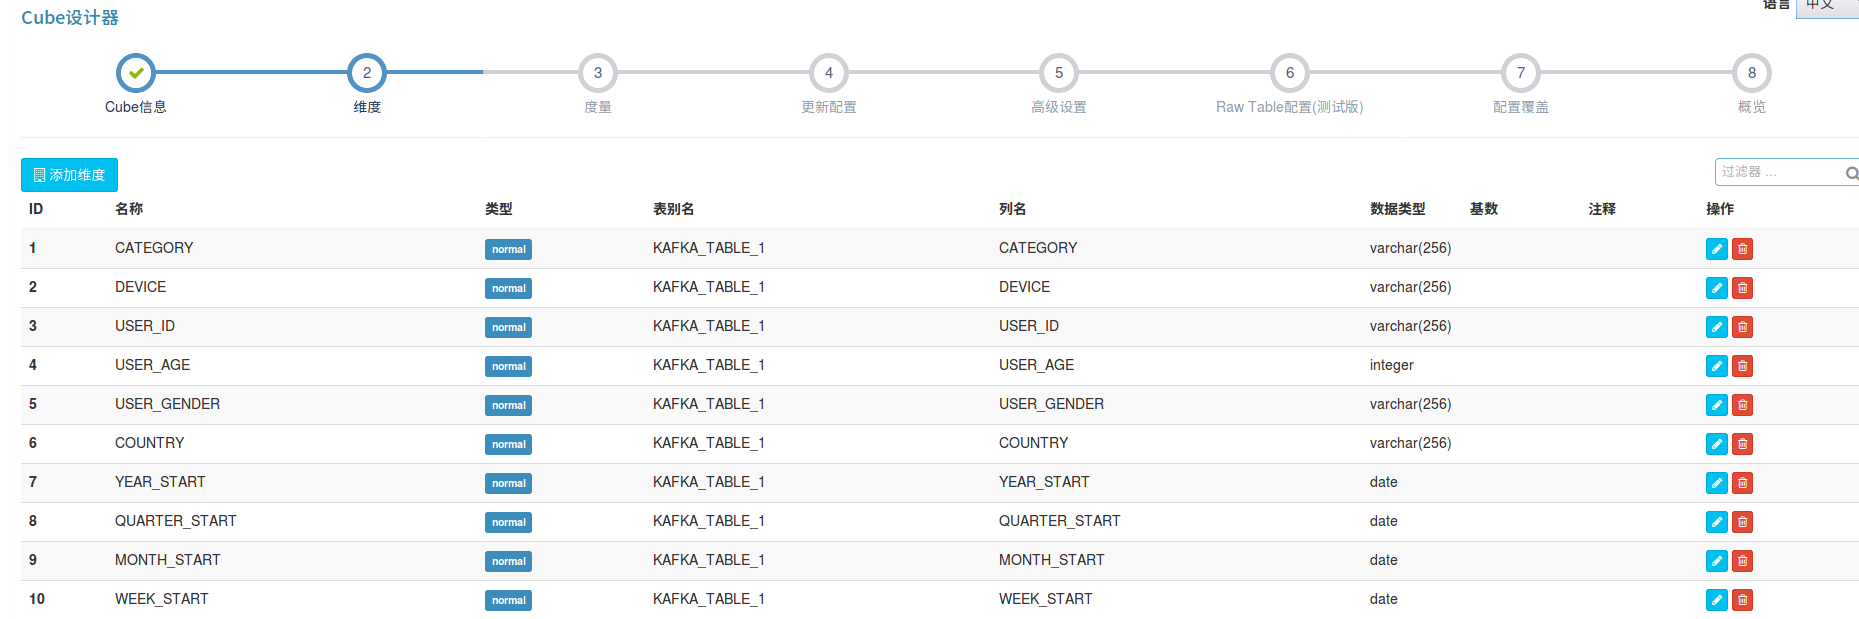 语言 中文
Cube设计器
2 3 4 5 6 7 8
Cube信息 维度 度量 更新配置 高级设置 Raw Table配置(测试版) 配置覆盖 概览
添加维度 过滤器 ...
ID 名称 类型 表别名 列名 数据类型 基数 注释 操作
1 CATEGORY normal KAFKA_TABLE_1 CATEGORY varchar(256)
2 DEVICE normal KAFKA_TABLE_1 DEVICE varchar(256)
3 USER_ID normal KAFKA_TABLE_1 USER_ID varchar(256)
4 USER_AGE normal KAFKA_TABLE_1 USER_AGE integer
5 USER_GENDER normal KAFKA_TABLE_1 USER_GENDER varchar(256)
6 COUNTRY normal KAFKA_TABLE_1 COUNTRY varchar(256)
7 YEAR_START normal KAFKA_TABLE_1 YEAR_START date
8 QUARTER_START normal KAFKA_TABLE_1 QUARTER_START date
9 MONTH_START normal KAFKA_TABLE_1 MONTH_START date
10 WEEK_START normal KAFKA_TABLE_1 WEEK_START date